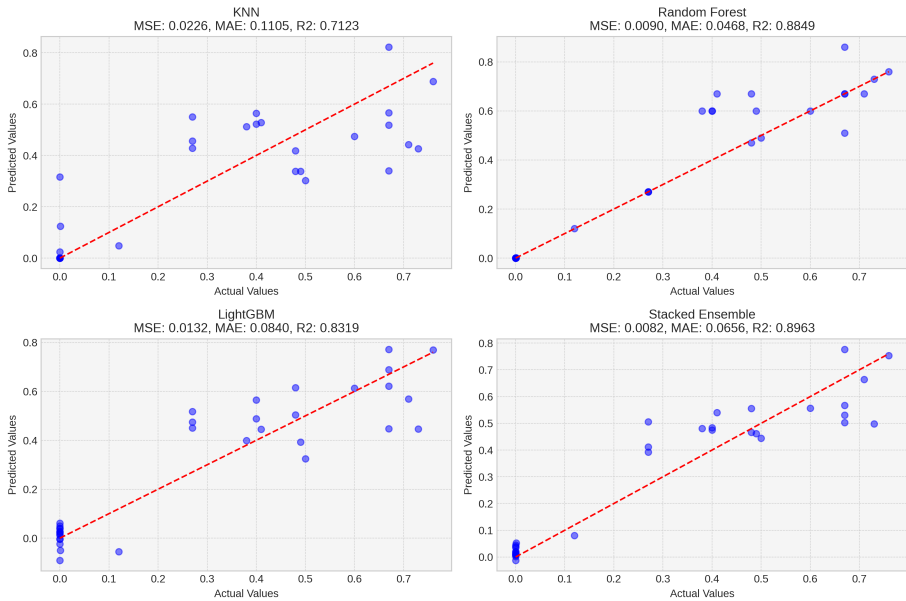 KNN
MSE: 0.0226, MAE: 0.1105, R2: 0.7123
0.8
0.6
0.4
0.2
0.0
Predicted Values
0.0 0.1 0.2 0.3 0.4 0.5 0.6 0.7
Actual Values
Random Forest
MSE: 0.0090, MAE: 0.0468, R2: 0.8849
0.8
0.6
0.4
0.2
0.0
Predicted Values
0.0 0.1 0.2 0.3 0.4 0.5 0.6 0.7
Actual Values
LightGBM
MSE: 0.0132, MAE: 0.0840, R2: 0.8319
0.8
0.6
0.4
0.2
0.0
Predicted Values
0.0 0.1 0.2 0.3 0.4 0.5 0.6 0.7
Actual Values
Stacked Ensemble
MSE: 0.0082, MAE: 0.0656, R2: 0.8963
0.8
0.7
0.6
0.5
0.4
0.3
0.2
0.1
0.0
Predicted Values
0.0 0.1 0.2 0.3 0.4 0.5 0.6 0.7
Actual Values